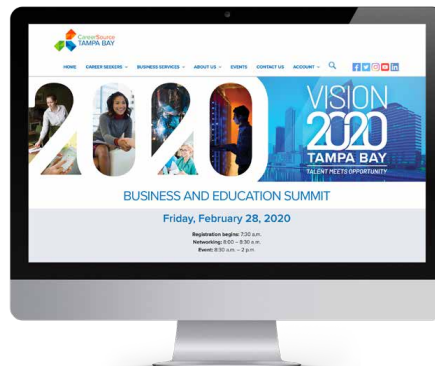 CareerSource
TAMPA BAY
HOME CAREER SEEKERS BUSINESS SERVICES ABOUT US EVENTS CONTACT US ACCOUNT
2020
VISION
2020
TAMPA BAY
TALENT MEETS OPPORTUNITY
BUSINESS AND EDUCATION SUMMIT
Friday, February 28, 2020
Registration begins: 7:30 a.m.
Networking: 8:00 – 8:30 a.m.
Event: 8:30 a.m. – 2 p.m.